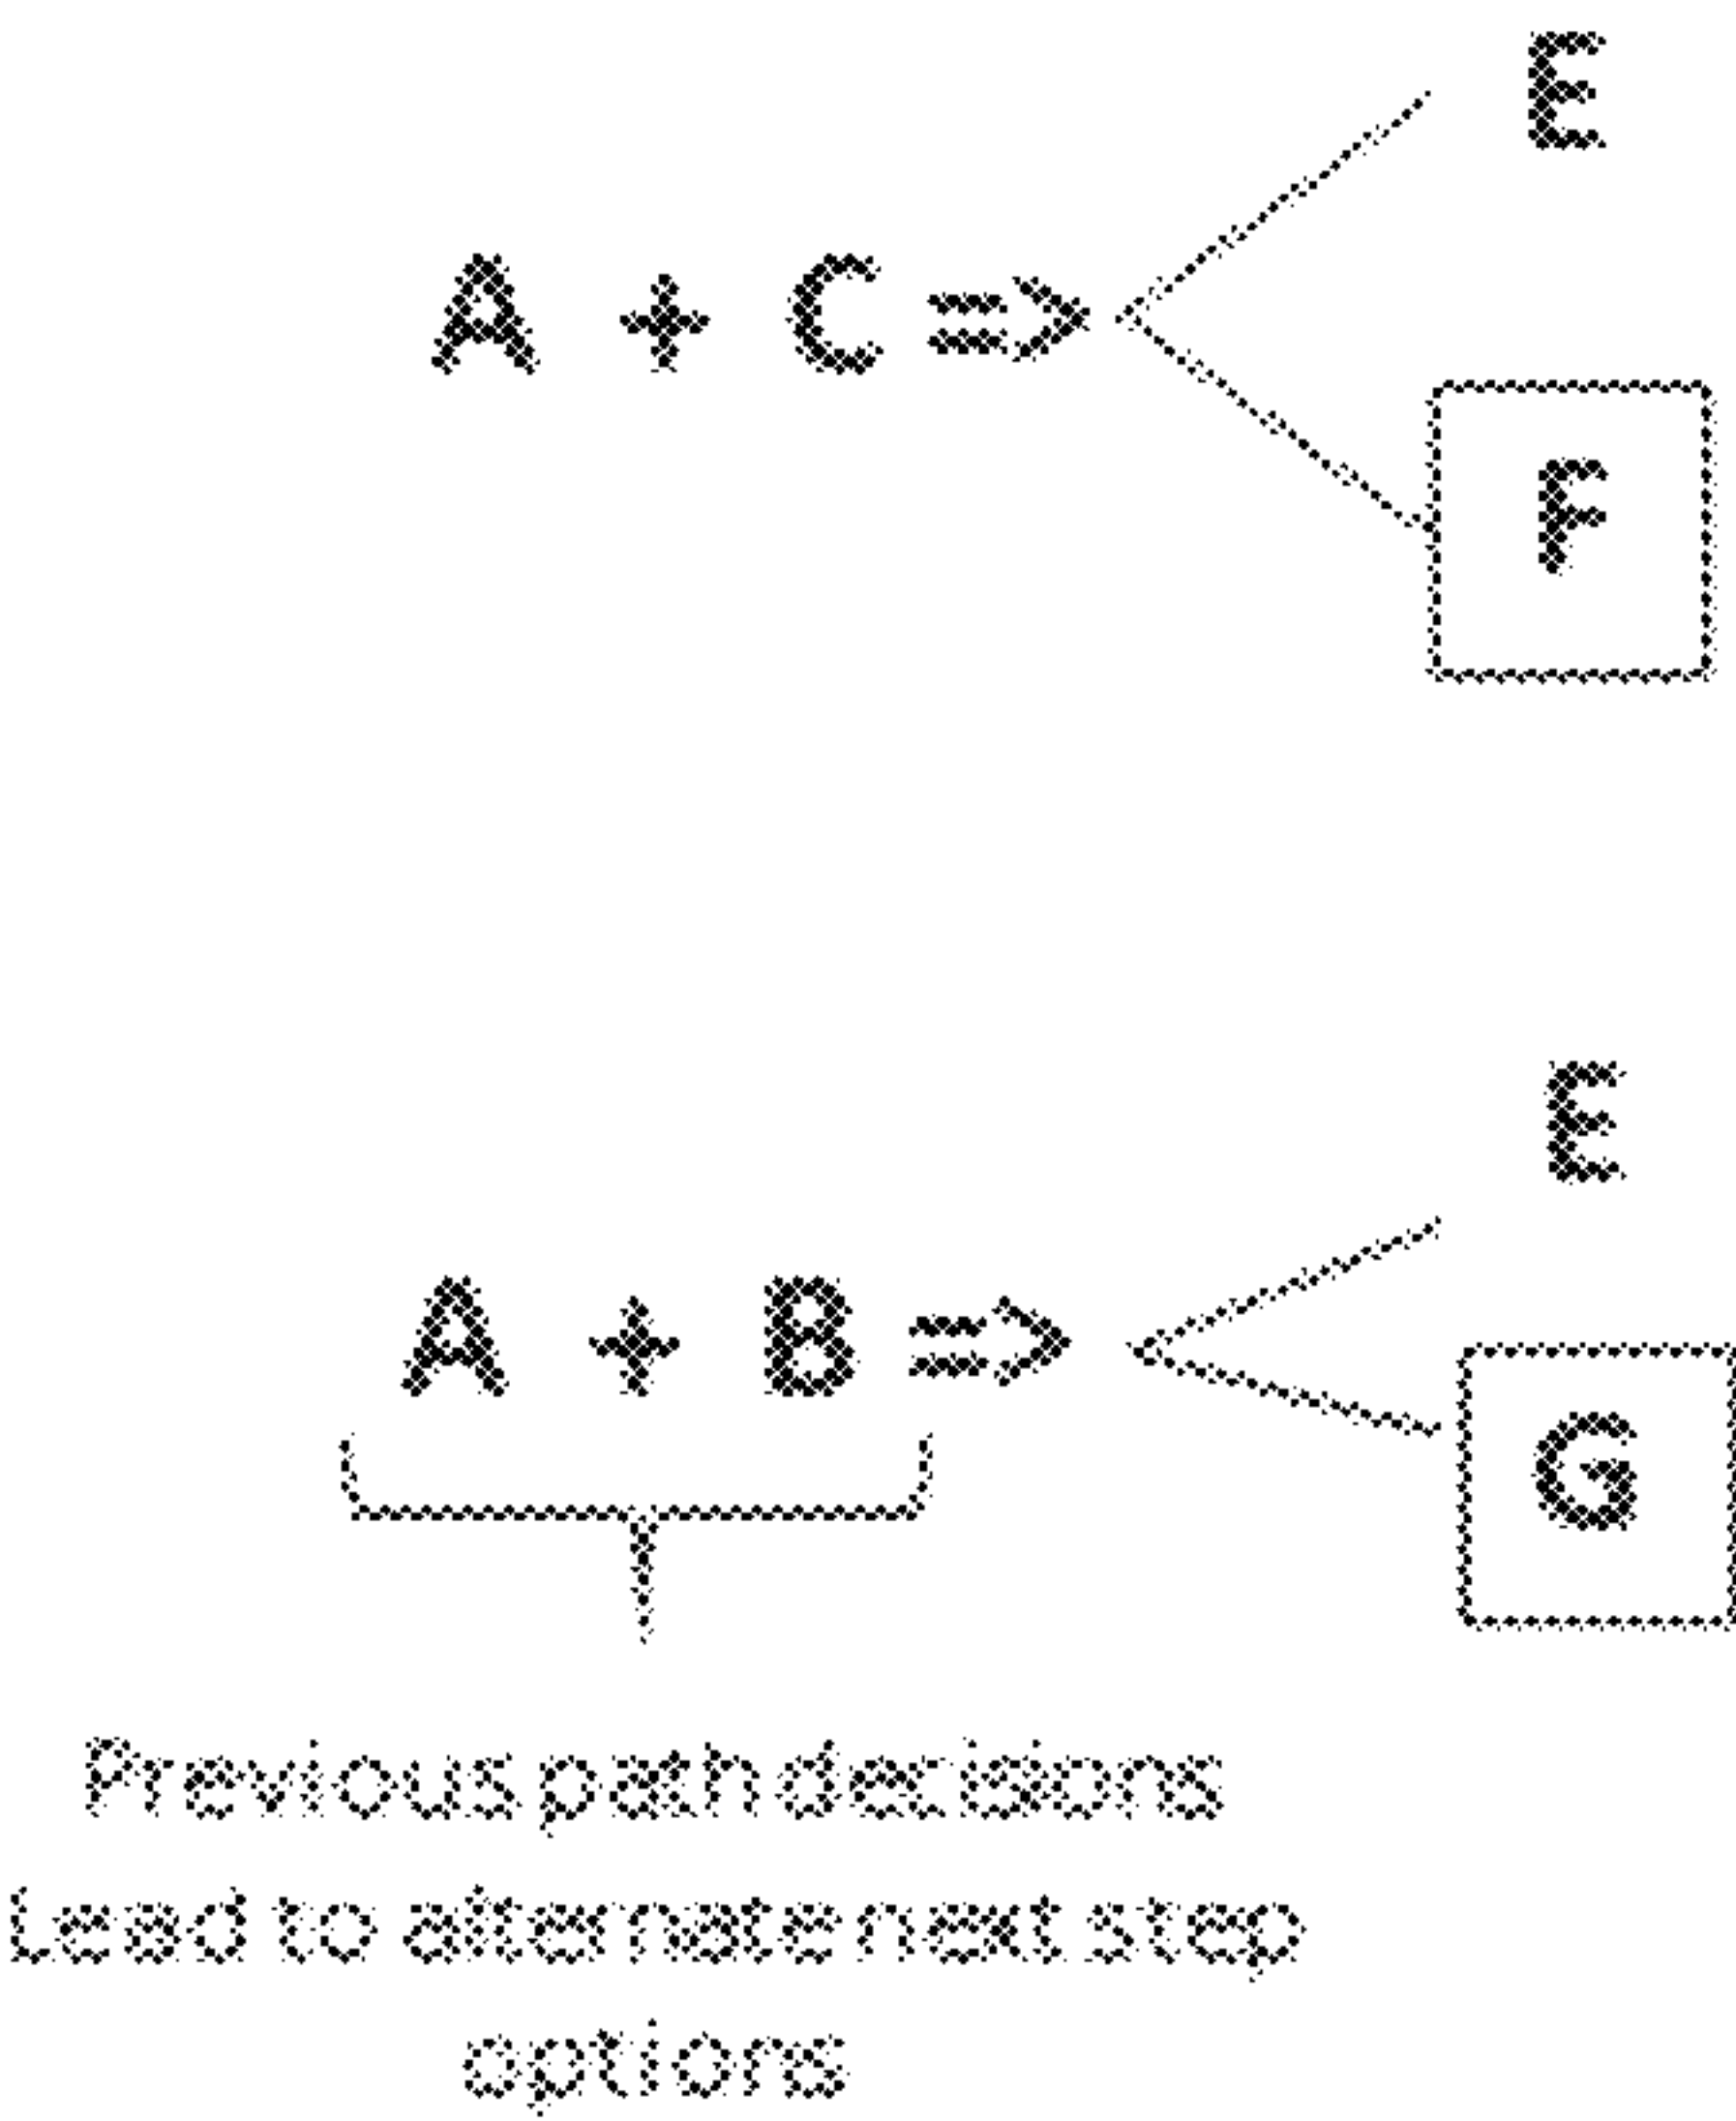 E
A + C =>
F
E
A + B =>
G
Previous path decisions
Lead to alternate next step
options